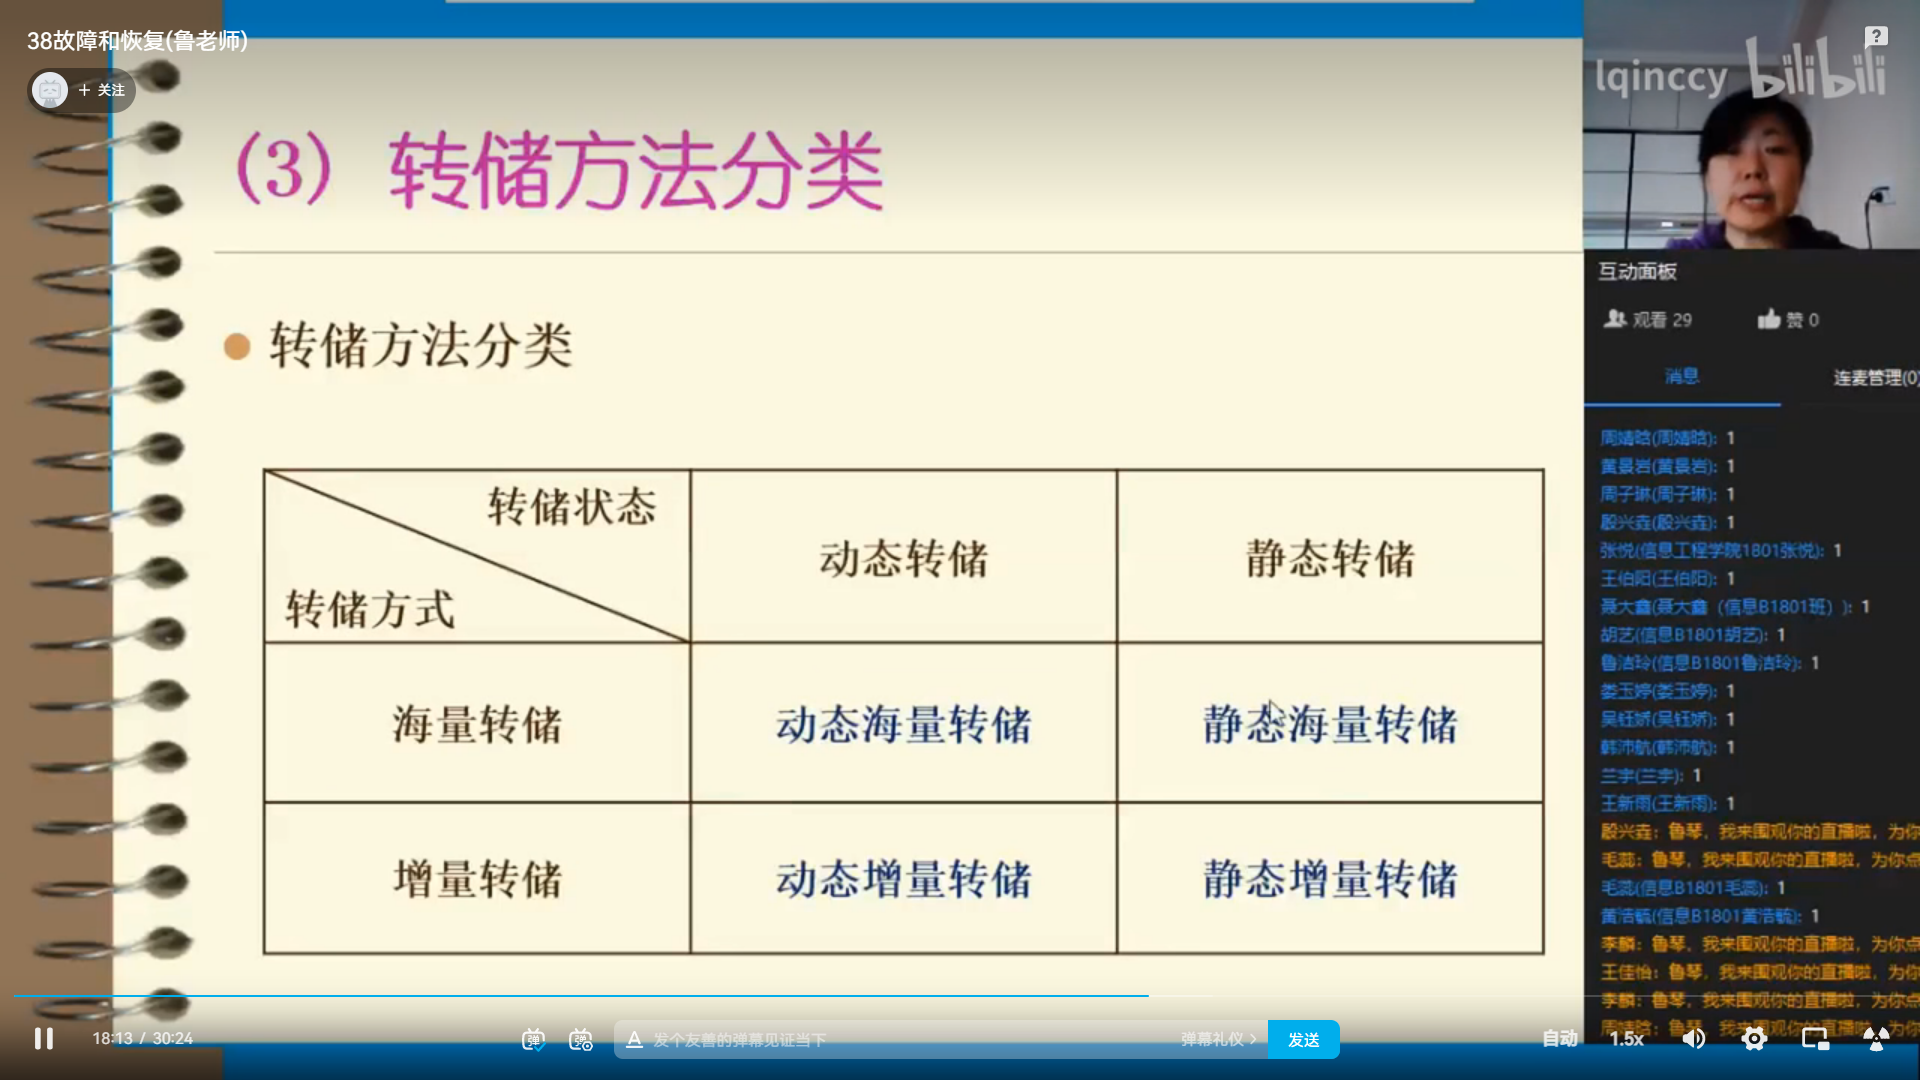 38故障和恢复(鲁老师)
+ 关注
lqinccy bilibili
?
(3) 转储方法分类
转储方法分类
转储状态
转储方式
动态转储
静态转储
海量转储
动态海量转储
静态海量转储
增量转储
动态增量转储
静态增量转储
互动面板
观看 29
赞 0
消息
连麦管理(0)
周婧晗(周婧晗): 1
黄景岩(黄景岩): 1
周子琳(周子琳): 1
殷兴垚(殷兴垚): 1
张悦(信息工程学院1801张悦): 1
王伯阳(王伯阳): 1
聂大鑫(聂大鑫（信息B1801班）): 1
胡艺(信息B1801胡艺): 1
鲁洁玲(信息B1801鲁洁玲): 1
娄玉婷(娄玉婷): 1
吴钰娇(吴钰娇): 1
韩沛航(韩沛航): 1
兰宇(兰宇): 1
王新雨(王新雨): 1
殷兴垚: 鲁琴，我来围观你的直播啦，为你
毛蕊: 鲁琴，我来围观你的直播啦，为你点
毛蕊(信息B1801毛蕊): 1
黄浩毓(信息B1801黄浩毓): 1
李麟: 鲁琴，我来围观你的直播啦，为你点
王佳怡: 鲁琴，我来围观你的直播啦，为你
李麟: 鲁琴，我来围观你的直播啦，为你点
周婧晗: 鲁琴，我来围观你的直播啦，为你
18:13 / 30:24
弹
弹
A 发个友善的弹幕见证当下
弹幕礼仪 >
发送
自动
1.5x